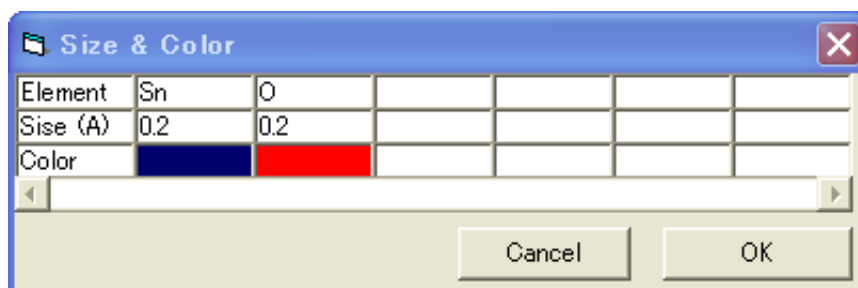 Size & Color
Element Sn O
Sise (A) 0.2 0.2
Color
Cancel OK